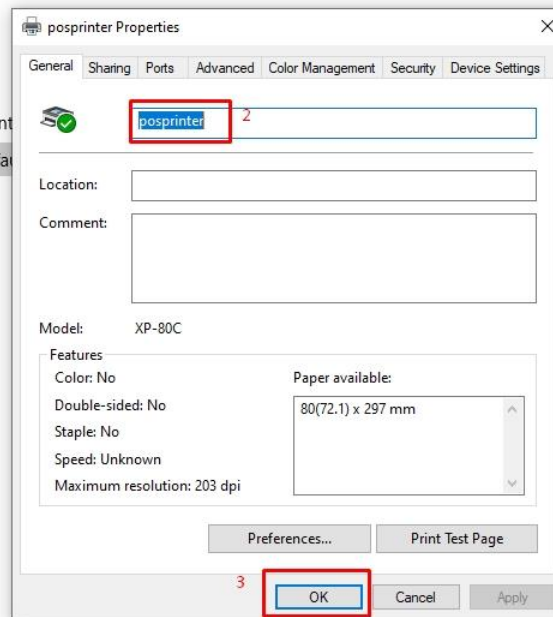 posprinter Properties
General Sharing Ports Advanced Color Management Security Device Settings
posprinter 2
Location:
Comment:
Model: XP-80C
Features
Color: No
Double-sided: No
Staple: No
Speed: Unknown
Maximum resolution: 203 dpi
Paper available:
80(72.1) x 297 mm
Preferences... Print Test Page
3
OK Cancel Apply